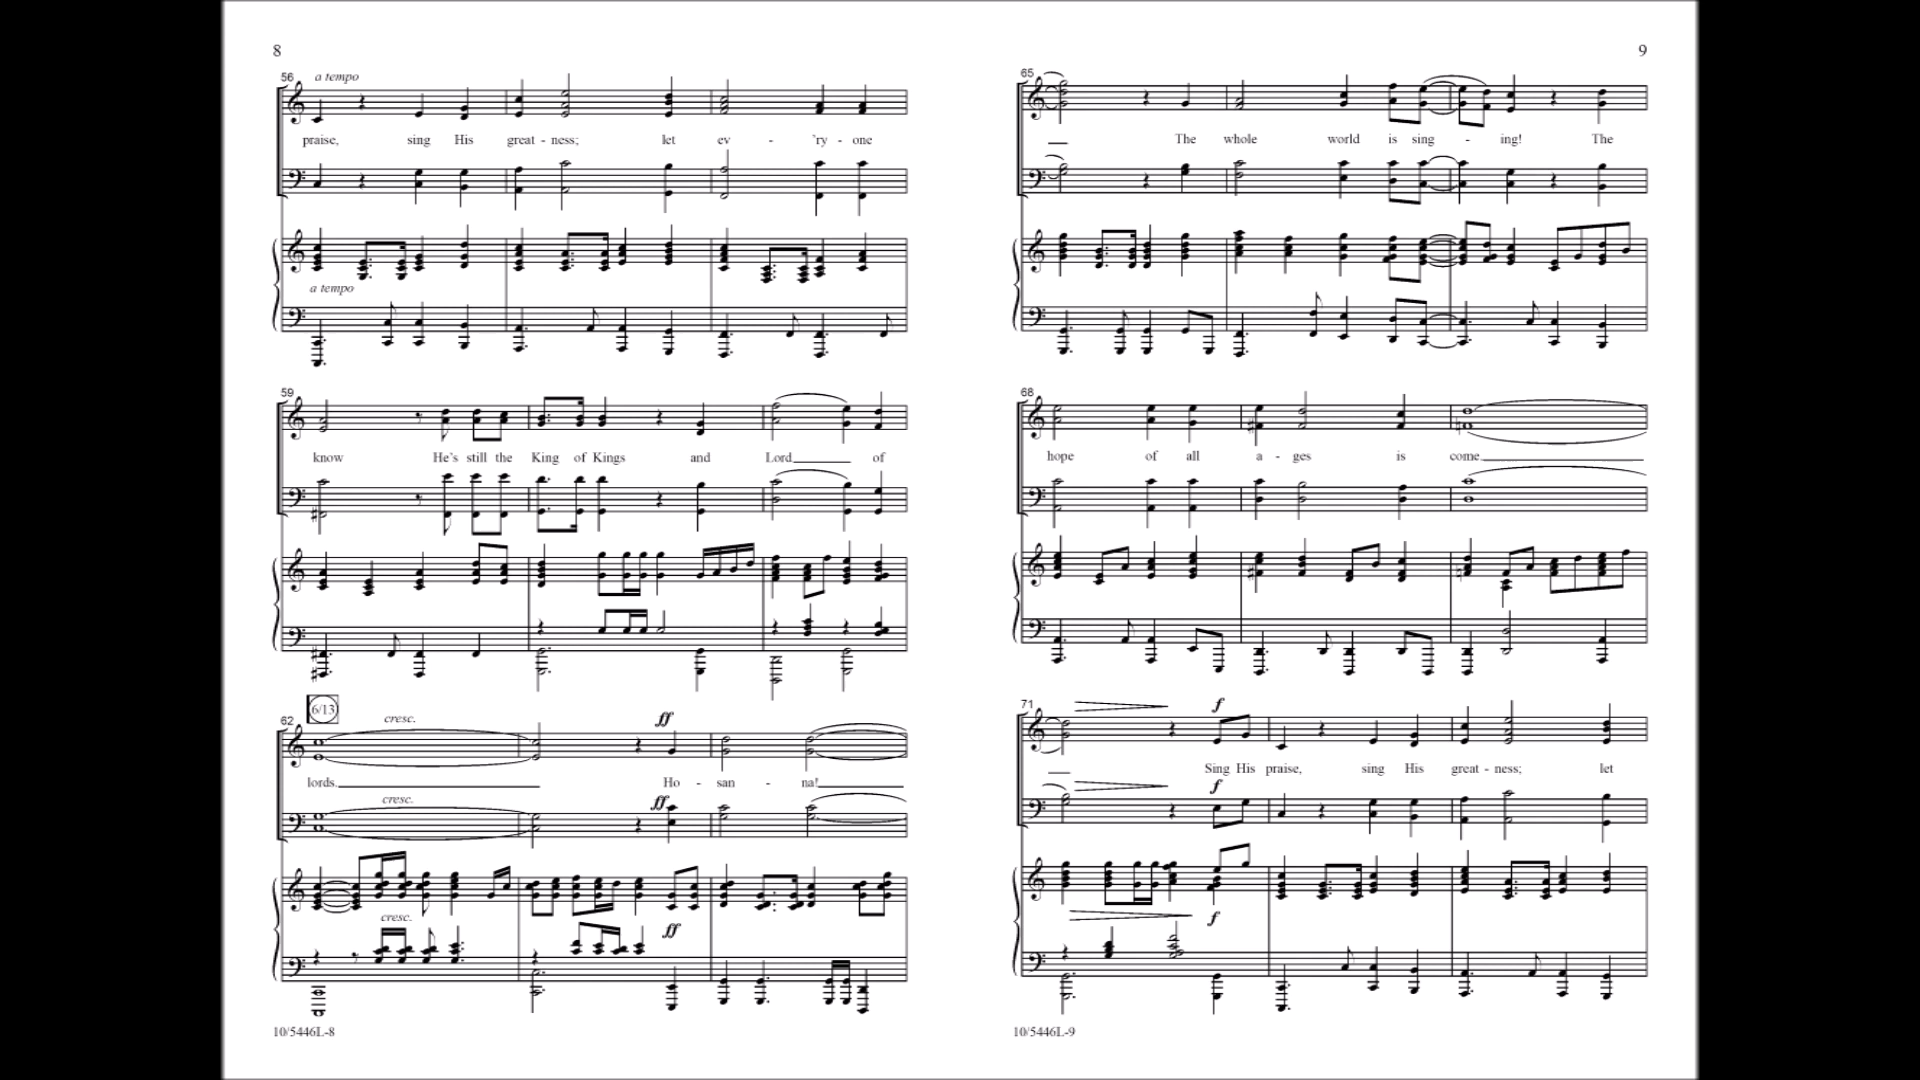 8
56 a tempo
praise, sing His great - ness; let ev - 'ry - one
a tempo
59
know He's still the King of Kings and Lord of
6/13
62 cresc. ff
lords. Ho - san - na!
cresc. ff
cresc.
ff
10/5446L-8
9
65
The whole world is sing - ing! The
68
hope of all a - ges is come.
71 f
Sing His praise, sing His great - ness; let
f
f
10/5446L-9